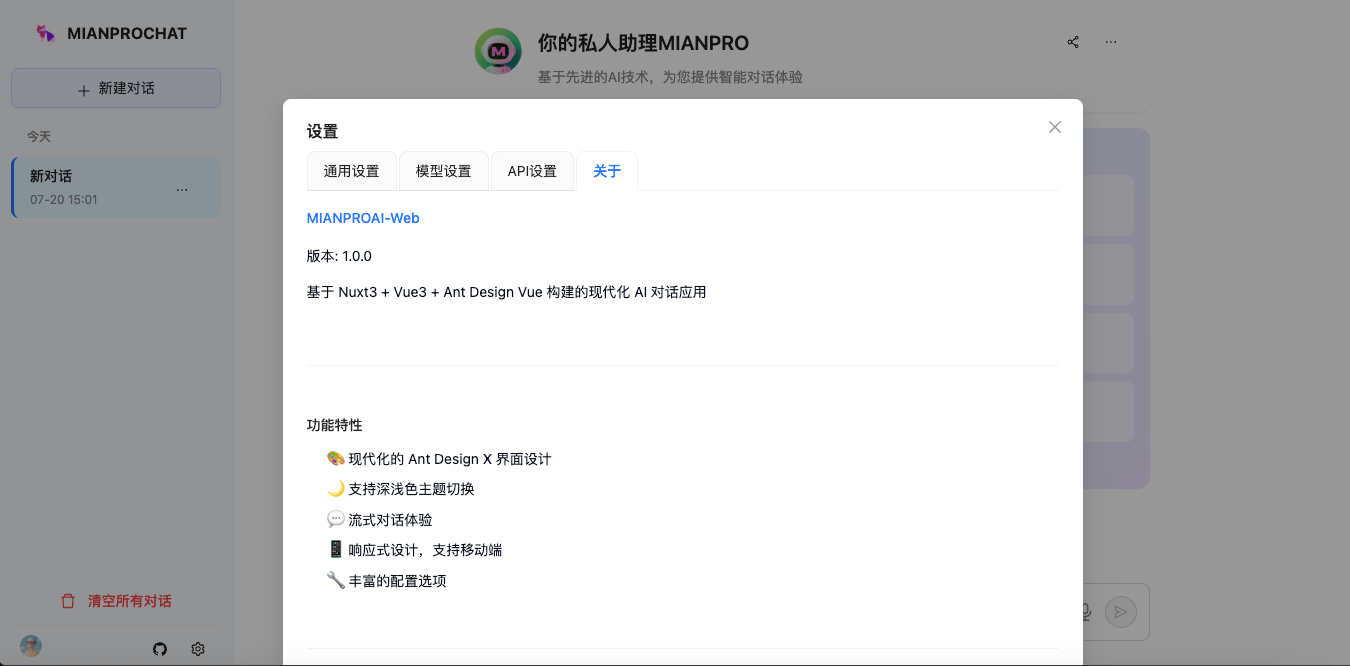 MIANPROCHAT
新建对话
今天
新对话
07-20 15:01
清空所有对话
你的私人助理MIANPRO
基于先进的AI技术，为您提供智能对话体验
设置
通用设置 模型设置 API设置 关于
MIANPROAI-Web
版本: 1.0.0
基于 Nuxt3 + Vue3 + Ant Design Vue 构建的现代化 AI 对话应用
功能特性
现代化的 Ant Design X 界面设计
支持深浅色主题切换
流式对话体验
响应式设计，支持移动端
丰富的配置选项